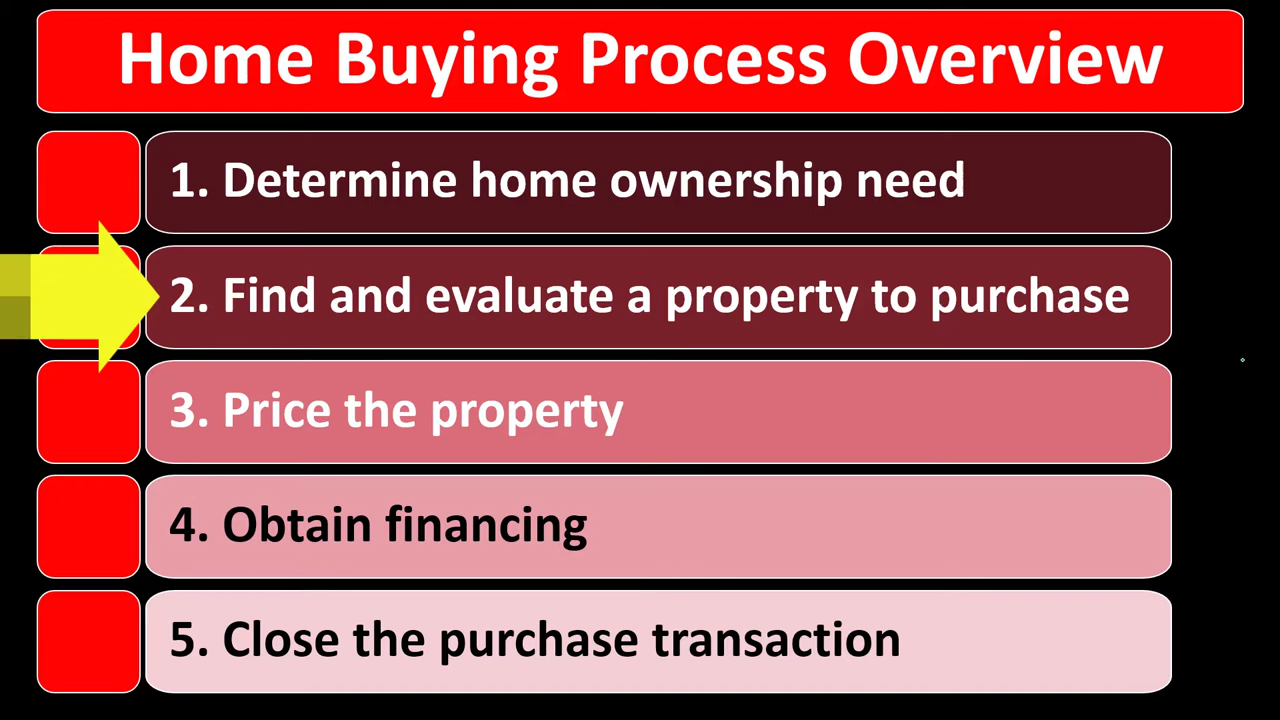 Home Buying Process Overview
1. Determine home ownership need
2. Find and evaluate a property to purchase
3. Price the property
4. Obtain financing
5. Close the purchase transaction